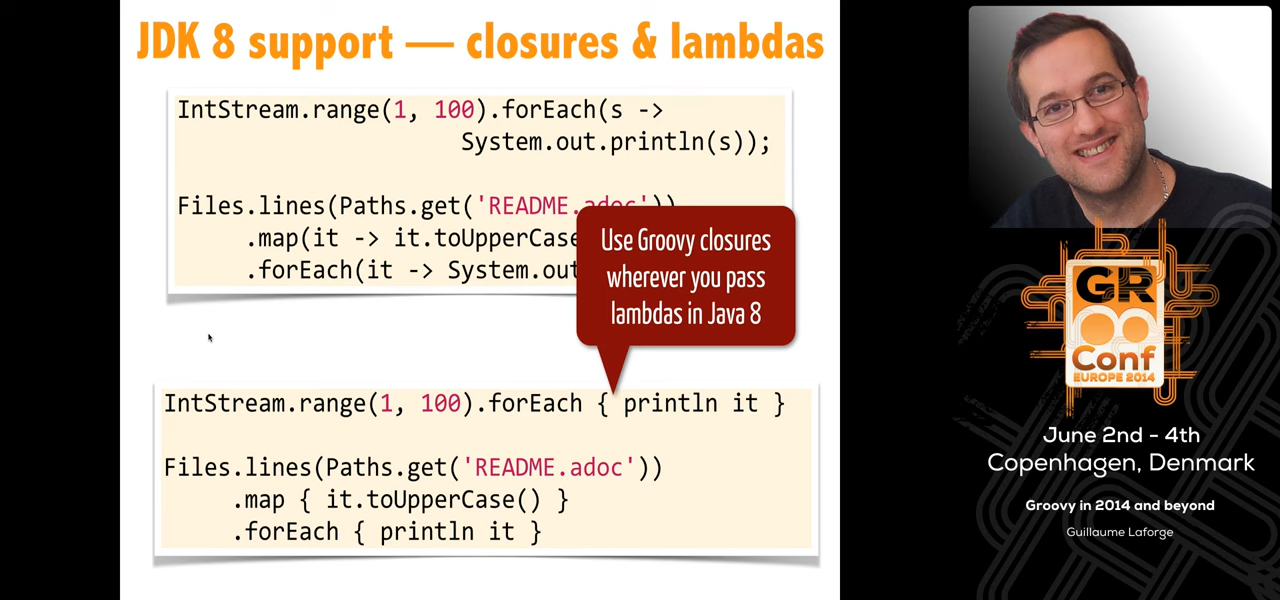 JDK 8 support — closures & lambdas
IntStream.range(1, 100).forEach(s ->
System.out.println(s));
Files.lines(Paths.get('README.adoc'))
.map(it -> it.toUpperCase
.forEach(it -> System.out
Use Groovy closures
wherever you pass
lambdas in Java 8
IntStream.range(1, 100).forEach { println it }
Files.lines(Paths.get('README.adoc'))
.map { it.toUpperCase() }
.forEach { println it }
GR
Conf
EUROPE 2014
June 2nd - 4th
Copenhagen, Denmark
Groovy in 2014 and beyond
Guillaume Laforge